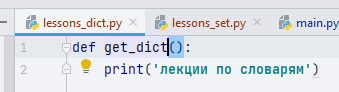 lessons_dict.py lessons_set.py main.py
1 def get_dict():
2 print('лекции по словарям')